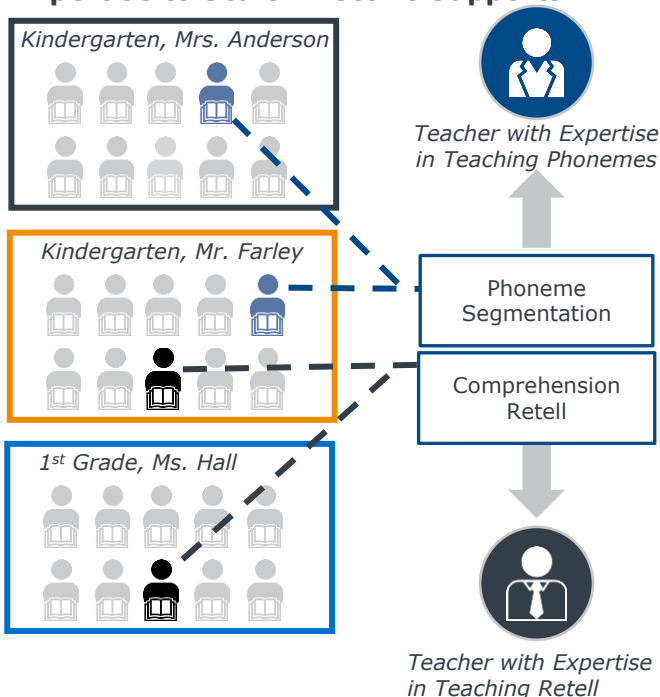 Kindergarten, Mrs. Anderson
Teacher with Expertise
in Teaching Phonemes
Kindergarten, Mr. Farley
Phoneme
Segmentation
Comprehension
Retell
1st Grade, Ms. Hall
Teacher with Expertise
in Teaching Retell